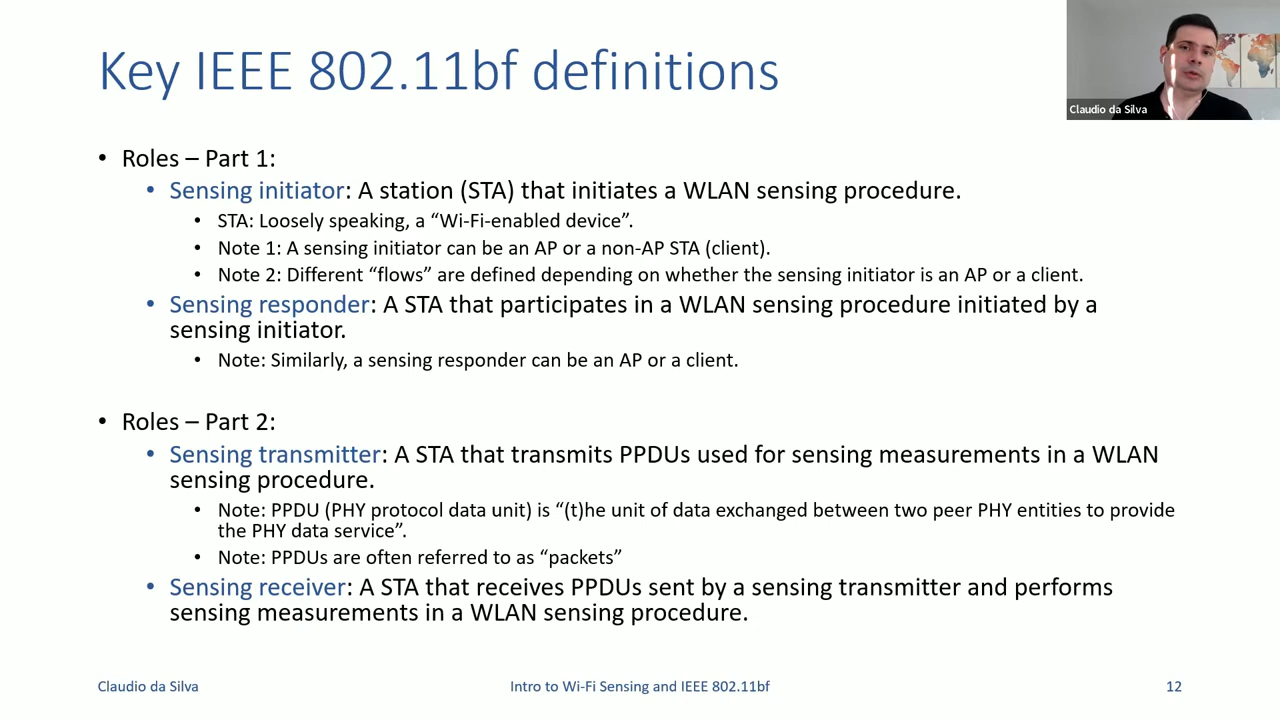 Key IEEE 802.11bf definitions
Claudio da Silva
• Roles – Part 1:
• Sensing initiator: A station (STA) that initiates a WLAN sensing procedure.
• STA: Loosely speaking, a “Wi-Fi-enabled device”.
• Note 1: A sensing initiator can be an AP or a non-AP STA (client).
• Note 2: Different “flows” are defined depending on whether the sensing initiator is an AP or a client.
• Sensing responder: A STA that participates in a WLAN sensing procedure initiated by a
sensing initiator.
• Note: Similarly, a sensing responder can be an AP or a client.
• Roles – Part 2:
• Sensing transmitter: A STA that transmits PPDUs used for sensing measurements in a WLAN
sensing procedure.
• Note: PPDU (PHY protocol data unit) is “(t)he unit of data exchanged between two peer PHY entities to provide
the PHY data service”.
• Note: PPDUs are often referred to as “packets”
• Sensing receiver: A STA that receives PPDUs sent by a sensing transmitter and performs
sensing measurements in a WLAN sensing procedure.
Claudio da Silva
Intro to Wi-Fi Sensing and IEEE 802.11bf
12